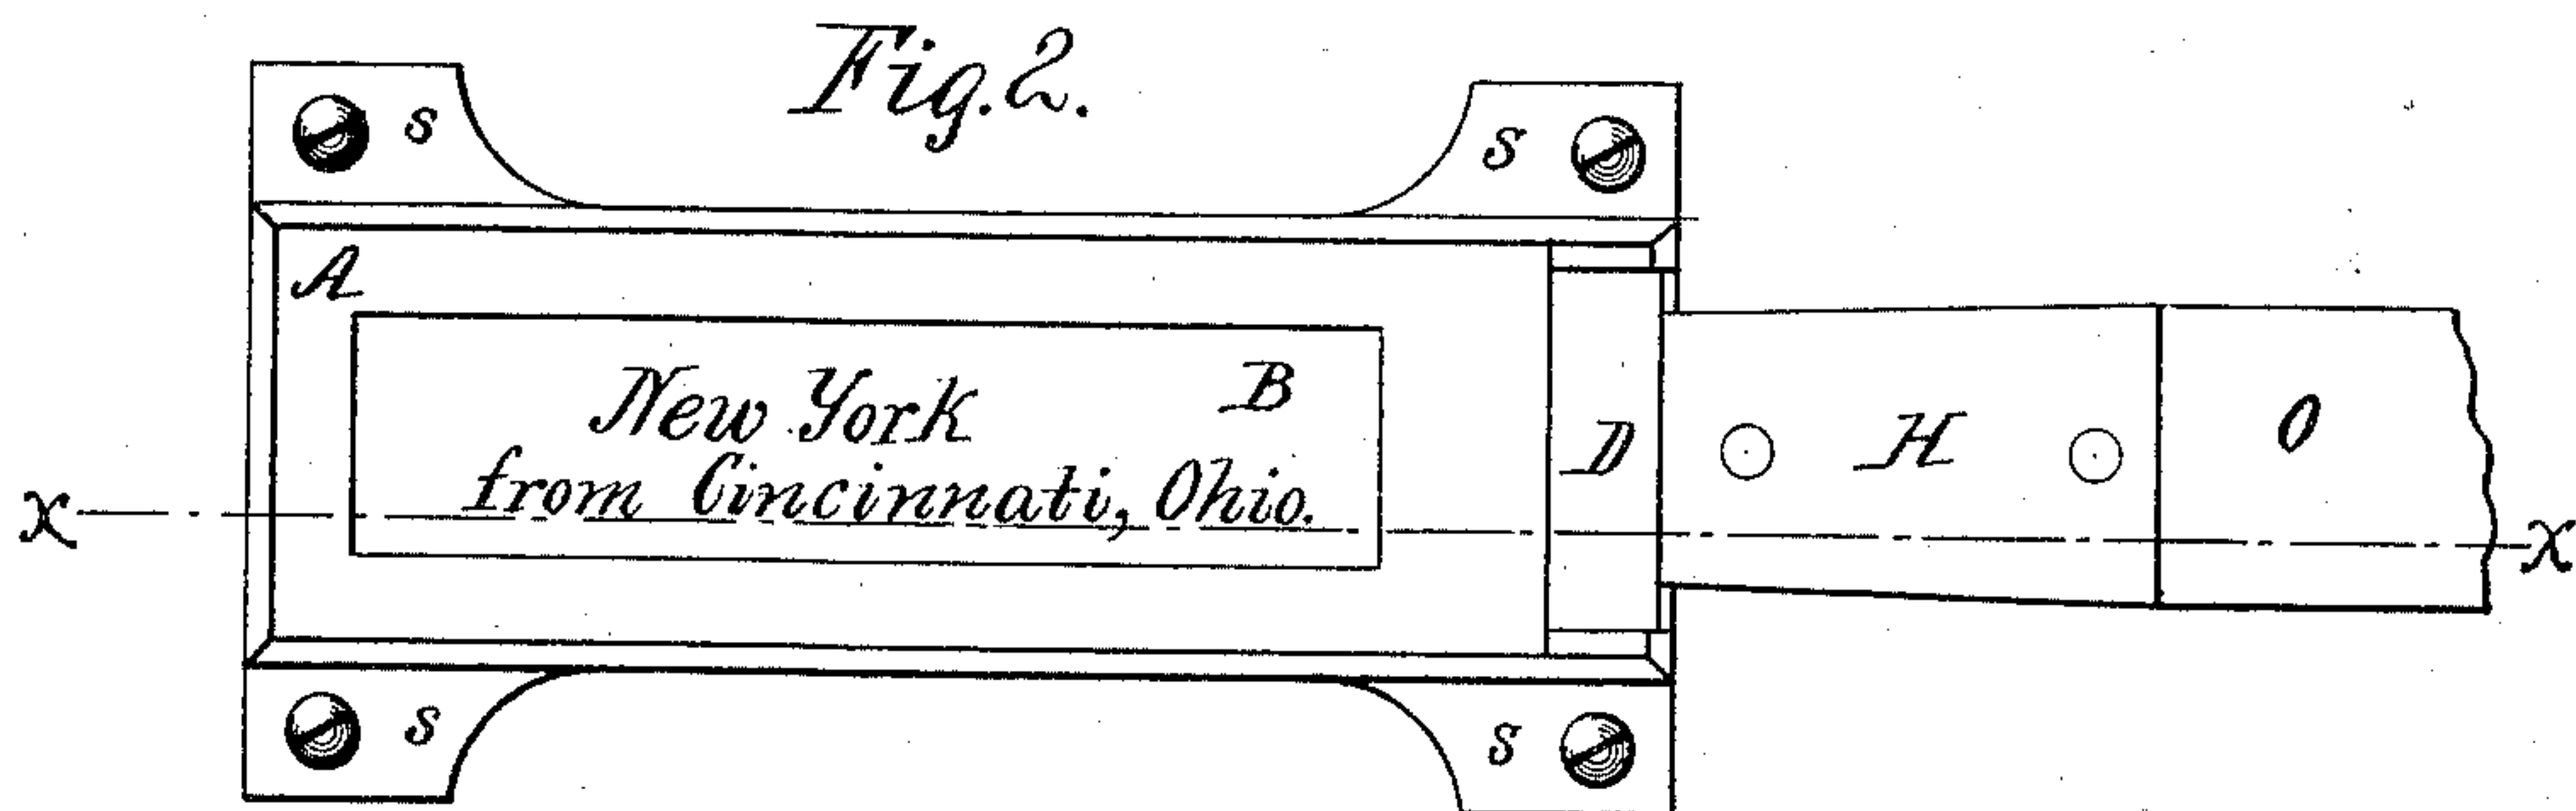 Fig. 2.
s s
A
New York B
from Cincinnati, Ohio.
D H O
x x
s s